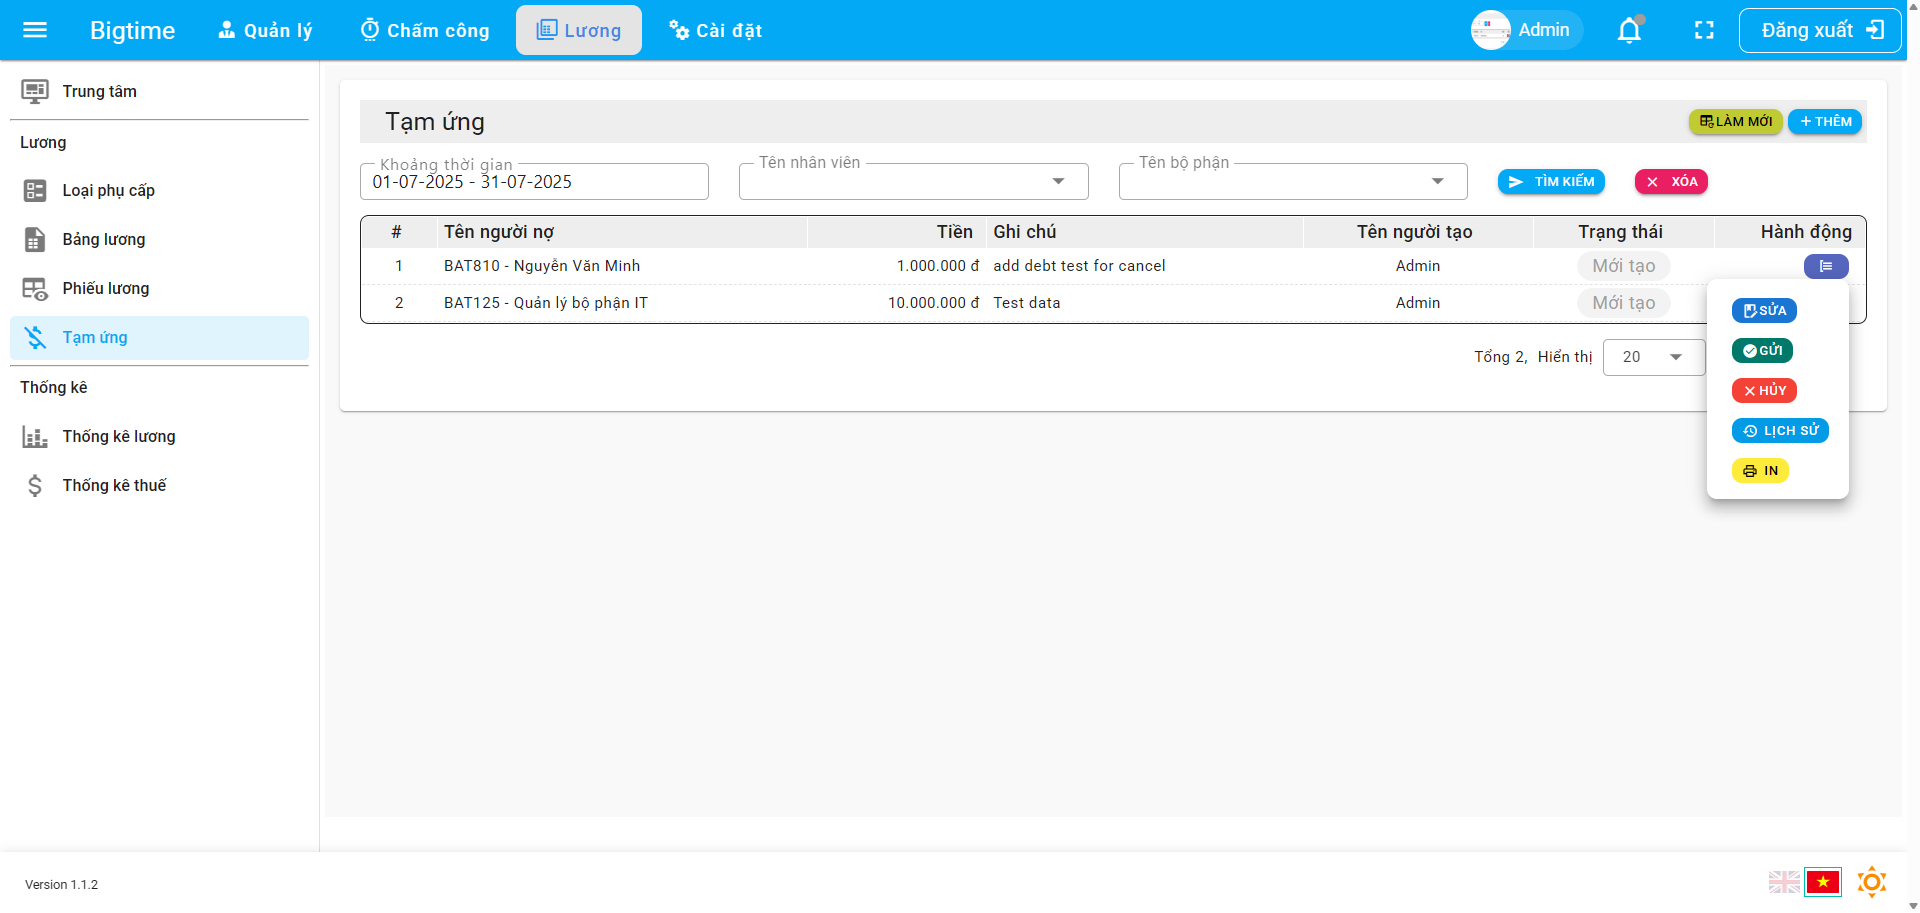 Bigtime
Quản lý
Chấm công
Lương
Cài đặt
Admin
Đăng xuất
Trung tâm
Lương
Loại phụ cấp
Bảng lương
Phiếu lương
Tạm ứng
Thống kê
Thống kê lương
Thống kê thuế
Tạm ứng
LÀM MỚI
THÊM
Khoảng thời gian
01-07-2025 - 31-07-2025
Tên nhân viên
Tên bộ phận
TÌM KIẾM
XÓA
# Tên người nợ Tiền Ghi chú Tên người tạo Trạng thái Hành động
1 BAT810 - Nguyễn Văn Minh 1.000.000 đ add debt test for cancel Admin Mới tạo
2 BAT125 - Quản lý bộ phận IT 10.000.000 đ Test data Admin Mới tạo
SỬA
GỬI
HỦY
LỊCH SỬ
IN
Tổng 2, Hiển thị 20
Version 1.1.2